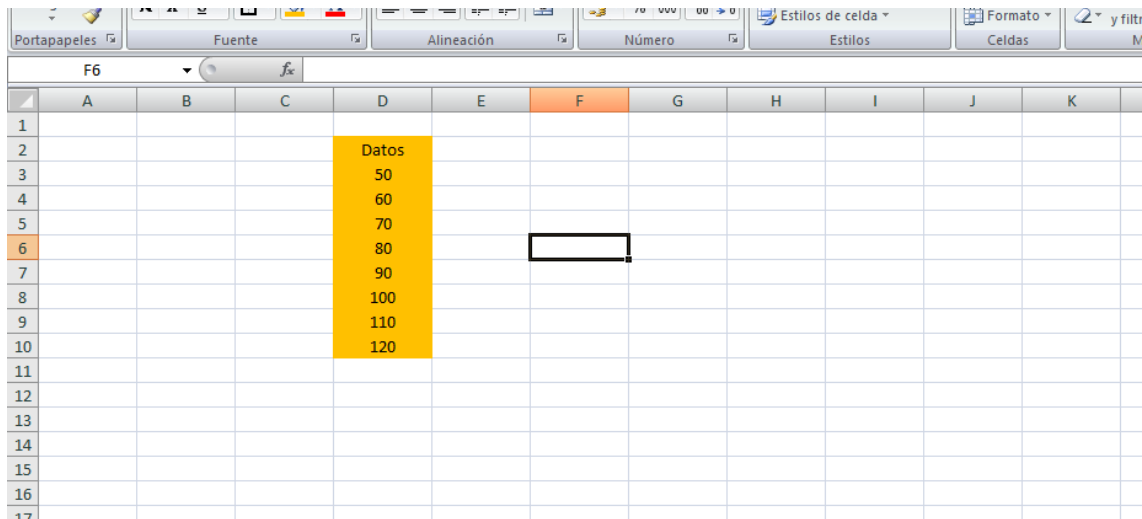 Estilos de celda
Formato
y filtr
Portapapeles
Fuente
Alineación
Número
Estilos
Celdas
M
F6
fx
A B C D E F G H I J K
1
2 Datos
3 50
4 60
5 70
6 80
7 90
8 100
9 110
10 120
11
12
13
14
15
16
17